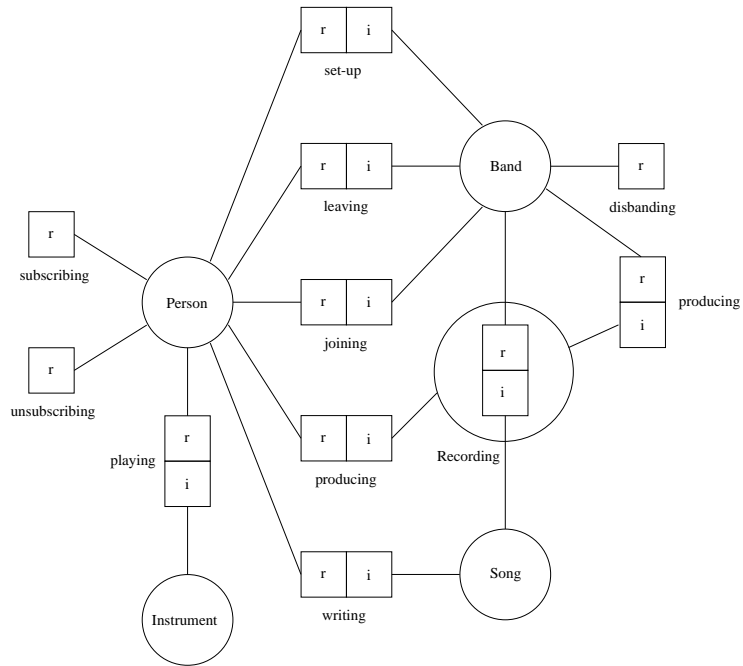 r i
set-up
r i
Band
r
leaving
disbanding
r
subscribing
r
producing
i
Person
r i
joining
r
i
r
unsubscribing
r
playing
i
r i
producing
Recording
r i
Song
writing
Instrument